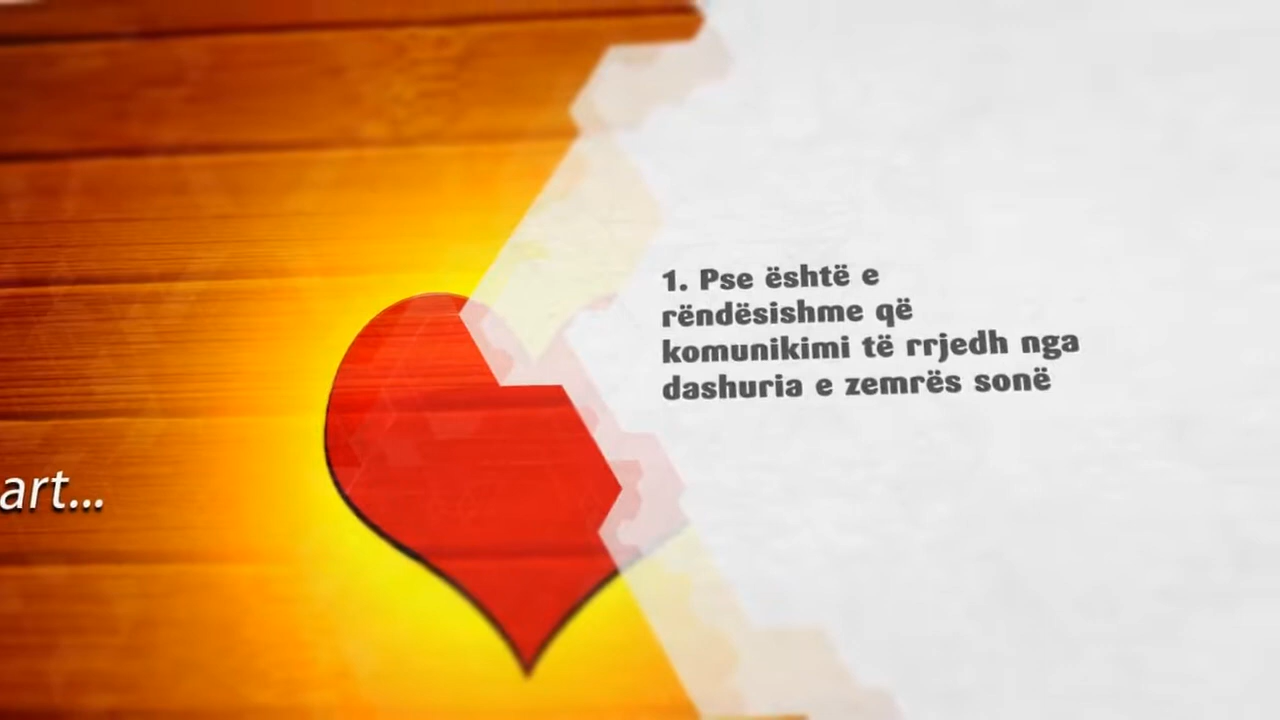 art...
1. Pse është e
rëndësishme që
komunikimi të rrjedh nga
dashuria e zemrës sonë